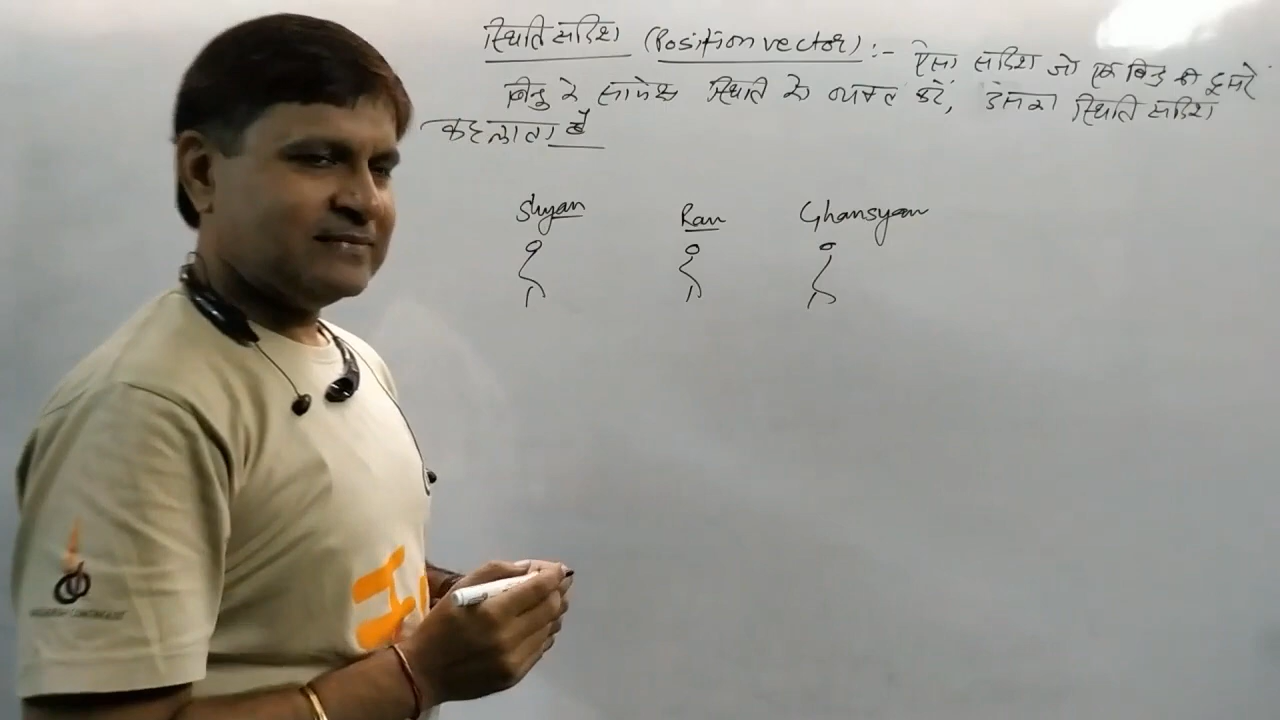 स्थिति सदिश (Position vector) :- ऐसा सदिश जो एक बिन्दु की दूसरे
बिन्दु के सापेक्ष स्थिति को व्यक्त करें, उसका स्थिति सदिश
कहलाता है
Shyam Ram Ghansyam